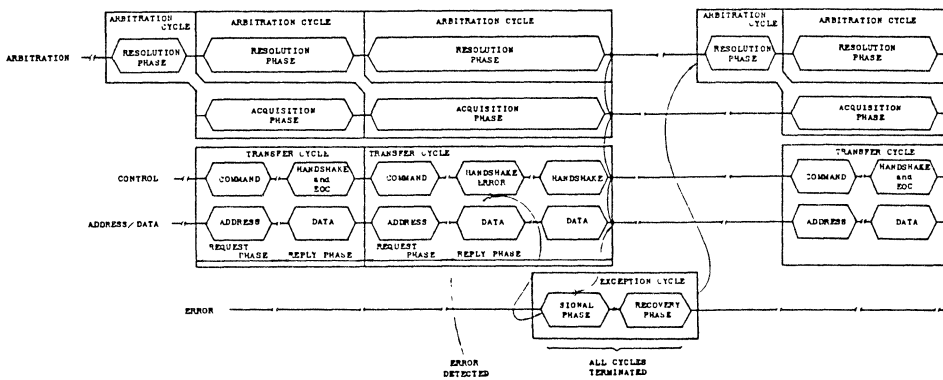 ARBITRATION CYCLE
ARBITRATION CYCLE
ARBITRATION CYCLE
ARBITRATION CYCLE
ARBITRATION CYCLE
ARBITRATION
RESOLUTION PHASE
RESOLUTION PHASE
RESOLUTION PHASE
RESOLUTION PHASE
RESOLUTION PHASE
ACQUISITION PHASE
ACQUISITION PHASE
ACQUISITION PHASE
TRANSFER CYCLE
TRANSFER CYCLE
TRANSFER CYCLE
CONTROL
COMMAND
HANDSHAKE and EOC
COMMAND
HANDSHAKE ERROR
HANDSHAKE
COMMAND
HANDSHAKE and EOC
ADDRESS/DATA
ADDRESS
DATA
ADDRESS
DATA
DATA
ADDRESS
DATA
REQUEST PHASE
REPLY PHASE
REQUEST PHASE
REPLY PHASE
EXCEPTION CYCLE
ERROR
SIGNAL PHASE
RECOVERY PHASE
ERROR DETECTED
ALL CYCLES TERMINATED